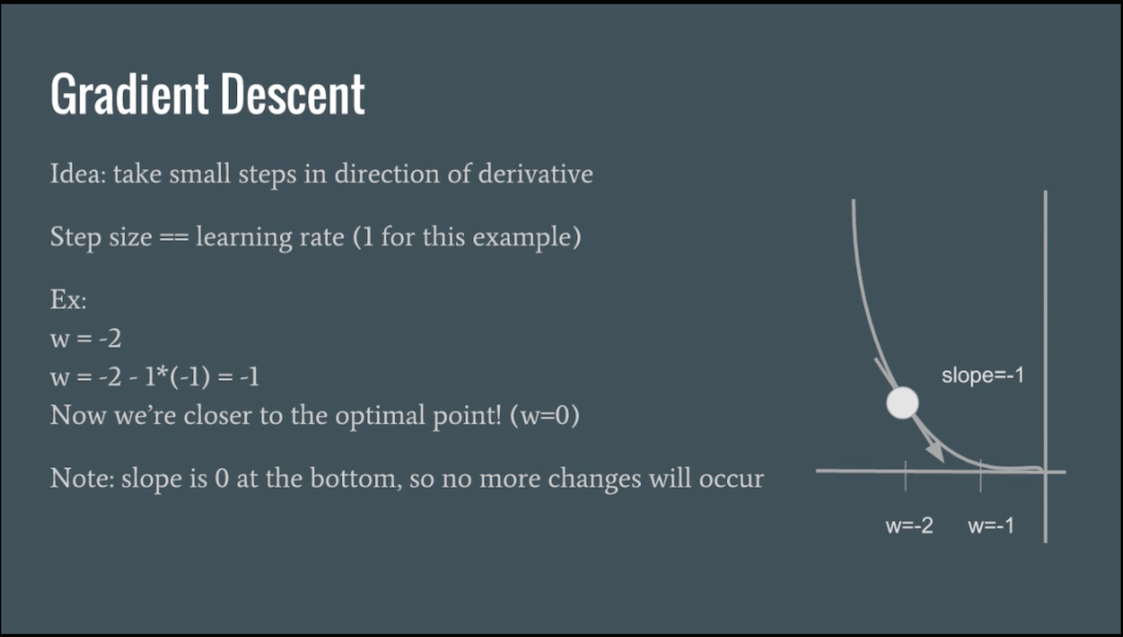 Gradient Descent
Idea: take small steps in direction of derivative
Step size == learning rate (1 for this example)
Ex:
w = -2
w = -2 - 1*(-1) = -1
Now we’re closer to the optimal point! (w=0)
Note: slope is 0 at the bottom, so no more changes will occur
slope=-1
w=-2 w=-1